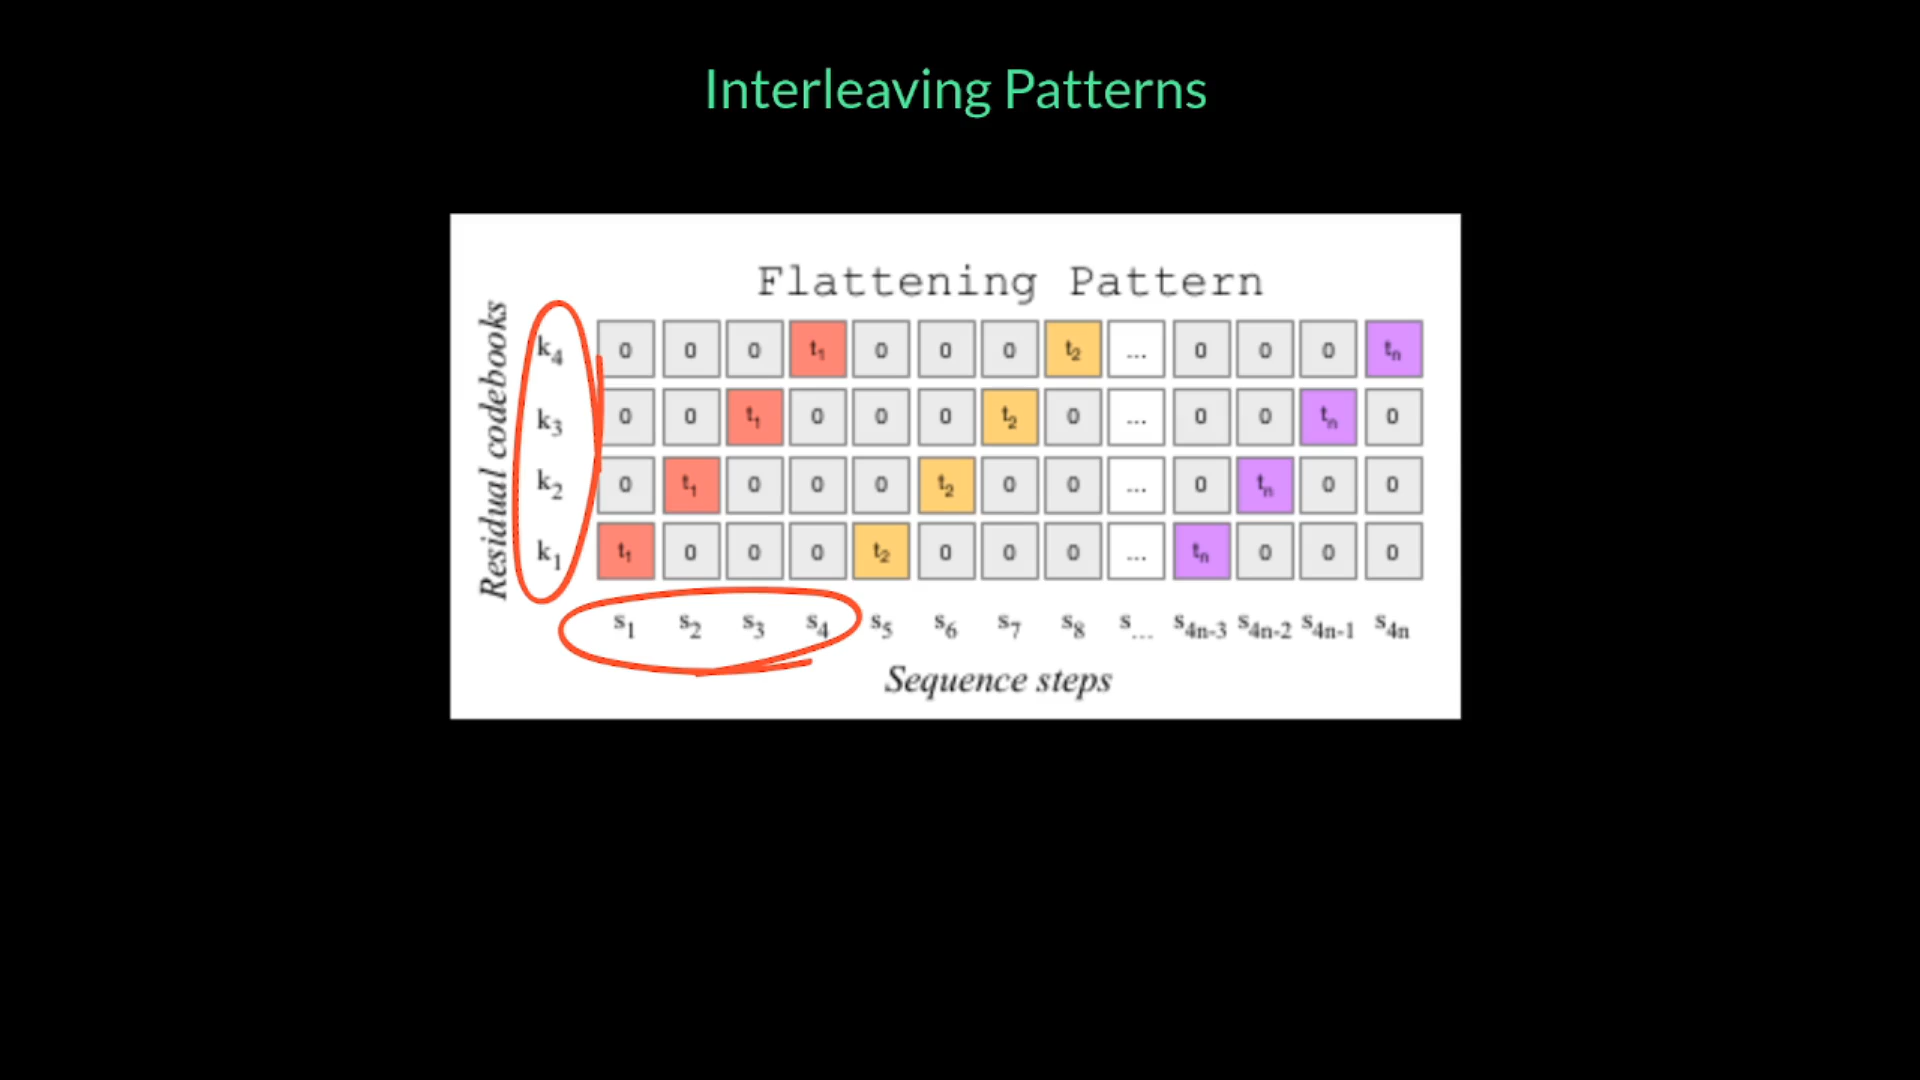 Interleaving Patterns
Flattening Pattern
Residual codebooks
k4 0 0 0 t1 0 0 0 t2 ... 0 0 0 tn
k3 0 0 t1 0 0 0 t2 0 ... 0 0 tn 0
k2 0 t1 0 0 0 t2 0 0 ... 0 tn 0 0
k1 t1 0 0 0 t2 0 0 0 ... tn 0 0 0
s1 s2 s3 s4 s5 s6 s7 s8 s... s4n-3 s4n-2 s4n-1 s4n
Sequence steps